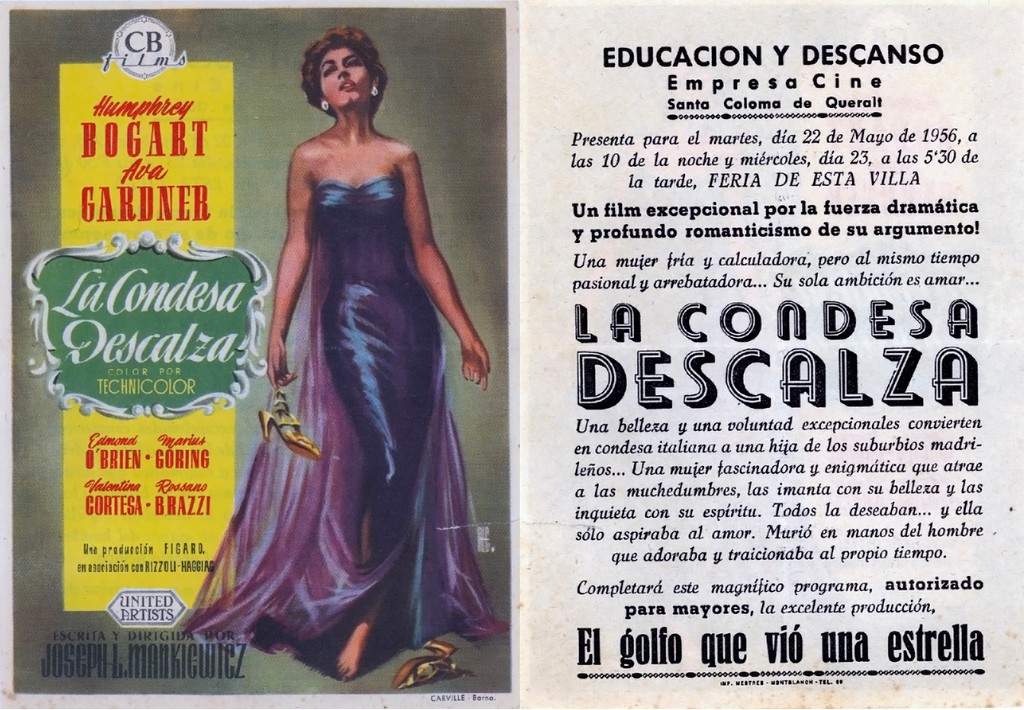 CB
films
Humphrey
BOGART
Ava
GARDNER
La Condesa
Descalza
COLOR POR
TECHNICOLOR
Edmond Marius
O'BRIEN · GORING
Valentina Rossano
CORTESA · BRAZZI
Una producción FIGARO,
en asociación con RIZZOLI-HAGGIAG
UNITED
ARTISTS
ESCRITA Y DIRIGIDA POR
JOSEPH L. MANKIEWICZ
CARVILLE - Barna.
EDUCACION Y DESCANSO
Empresa Cine
Santa Coloma de Queralt
Presenta para el martes, día 22 de Mayo de 1956, a
las 10 de la noche y miércoles, día 23, a las 5'30 de
la tarde, FERIA DE ESTA VILLA
Un film excepcional por la fuerza dramática
y profundo romanticismo de su argumento!
Una mujer fría y calculadora, pero al mismo tiempo
pasional y arrebatadora... Su sola ambición es amar...
LA CONDESA
DESCALZA
Una belleza y una voluntad excepcionales convierten
en condesa italiana a una hija de los suburbios madri-
leños... Una mujer fascinadora y enigmática que atrae
a las muchedumbres, las imanta con su belleza y las
inquieta con su espíritu. Todos la deseaban... y ella
sólo aspiraba al amor. Murió en manos del hombre
que adoraba y traicionaba al propio tiempo.
Completará este magnífico programa, autorizado
para mayores, la excelente producción,
El golfo que vió una estrella
IMP. MESTRES - MONTBLANCH - TEL.